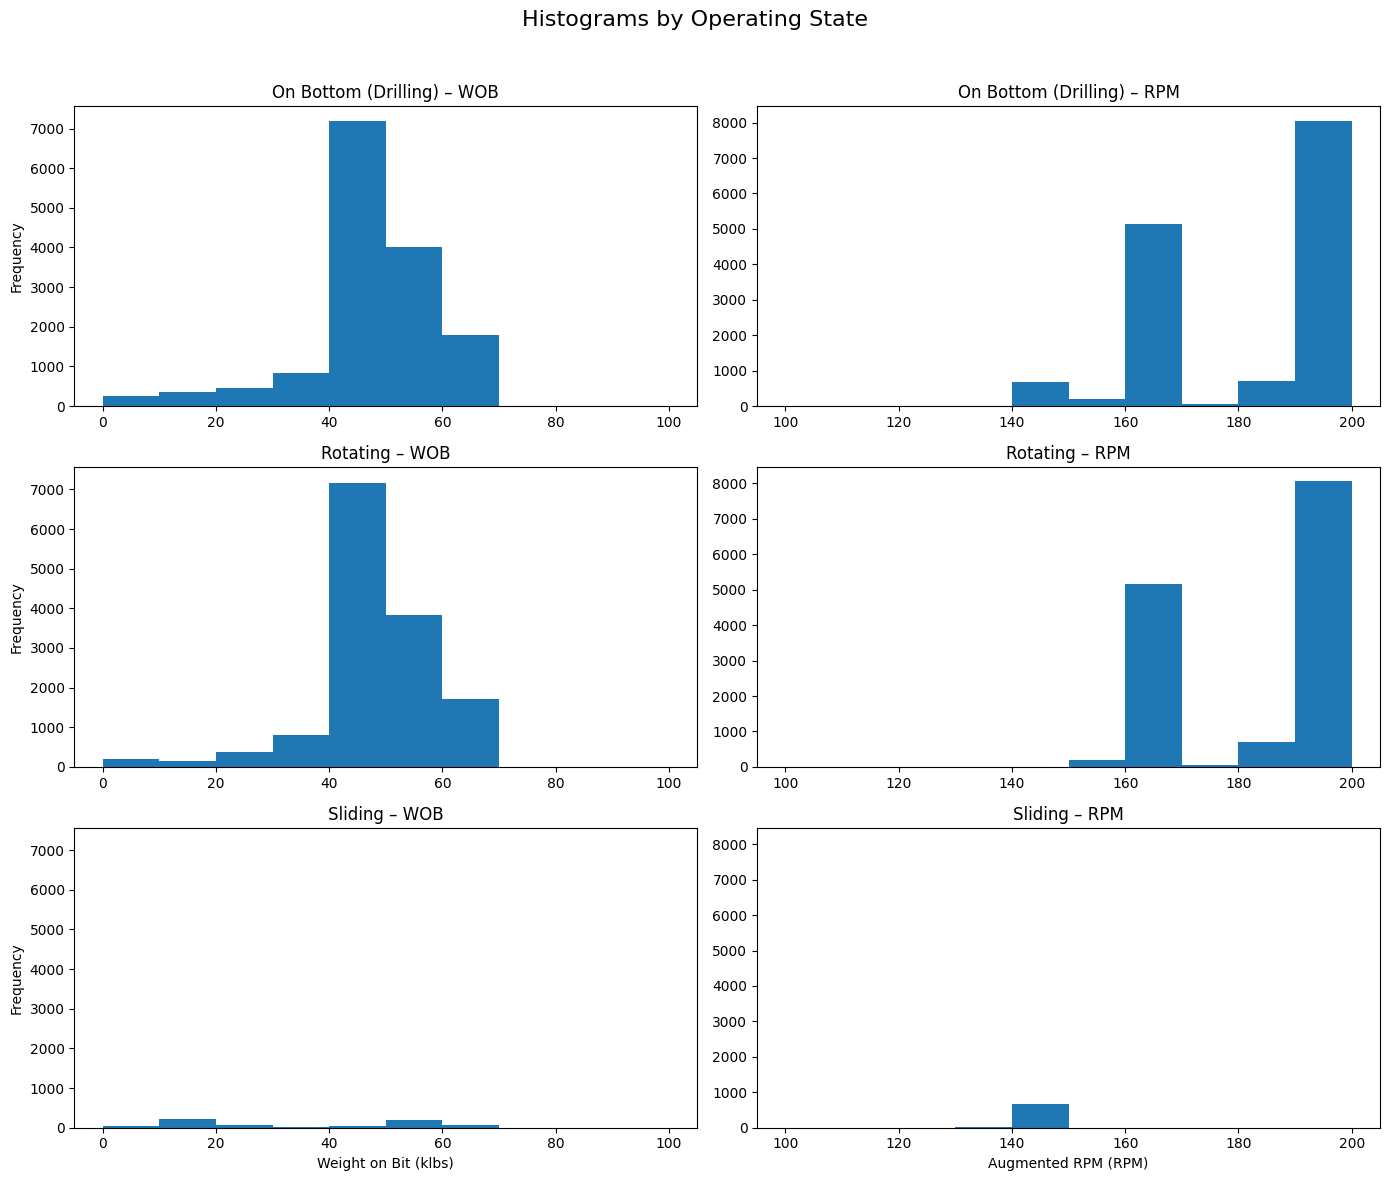 Histograms by Operating State
On Bottom (Drilling) – WOB
On Bottom (Drilling) – RPM
Frequency
7000
6000
5000
4000
3000
2000
1000
0
0 20 40 60 80 100
8000
7000
6000
5000
4000
3000
2000
1000
0
100 120 140 160 180 200
Rotating – WOB
Rotating – RPM
Frequency
7000
6000
5000
4000
3000
2000
1000
0
0 20 40 60 80 100
8000
7000
6000
5000
4000
3000
2000
1000
0
100 120 140 160 180 200
Sliding – WOB
Sliding – RPM
Frequency
7000
6000
5000
4000
3000
2000
1000
0
0 20 40 60 80 100
Weight on Bit (klbs)
8000
7000
6000
5000
4000
3000
2000
1000
0
100 120 140 160 180 200
Augmented RPM (RPM)